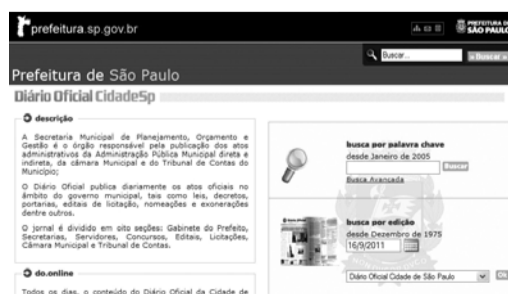 prefeitura.sp.gov.br
PREFEITURA DE
SÃO PAULO
Buscar...
» Buscar »
Prefeitura de São Paulo
Diário Oficial CidadeSp
descrição
A Secretaria Municipal de Planejamento, Orçamento e
Gestão é o órgão responsável pela publicação dos atos
administrativos da Administração Pública Municipal direta e
indireta, da câmara Municipal e do Tribunal de Contas do
Município;
O Diário Oficial publica diariamente os atos oficiais no
âmbito do governo municipal, tais como leis, decretos,
portarias, editais de licitação, nomeações e exonerações
dentre outros.
O jornal é dividido em oito seções: Gabinete do Prefeito,
Secretarias, Servidores, Concursos, Editais, Licitações,
Câmara Municipal e Tribunal de Contas.
do.online
Todos os dias, o conteúdo do Diário Oficial da Cidade de
busca por palavra chave
desde Janeiro de 2005
Buscar
Busca Avançada
busca por edição
desde Dezembro de 1975
16/9/2011
Diário Oficial Cidade de São Paulo
Ok